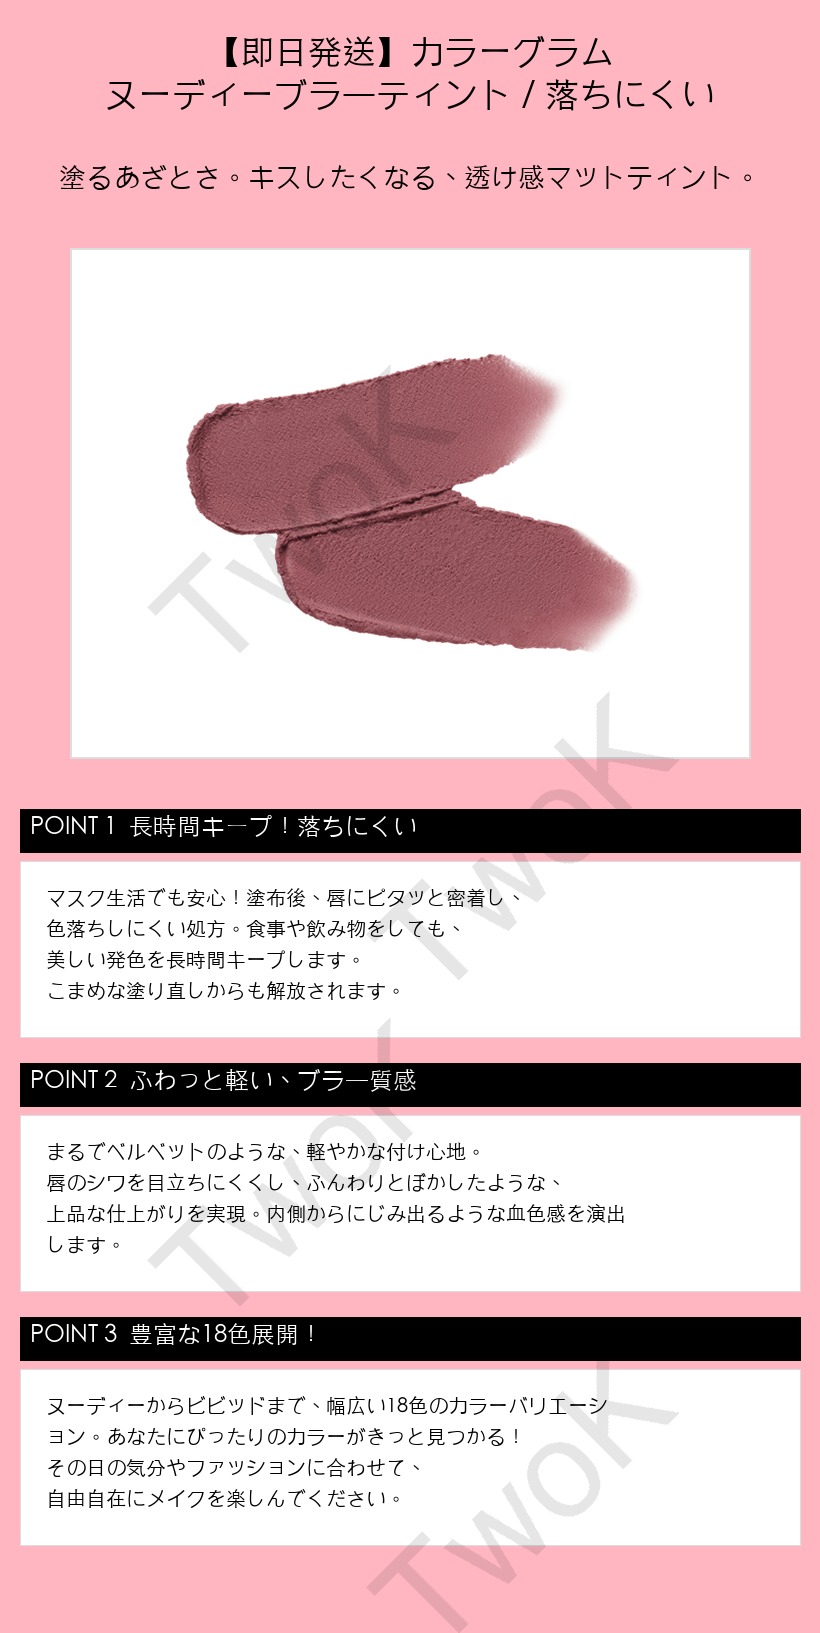 【即日発送】カラーグラム
ヌーディーブラーティント / 落ちにくい
塗るあざとさ。キスしたくなる、透け感マットティント。
TwoK
TwoK
POINT 1 長時間キープ！落ちにくい
マスク生活でも安心！塗布後、唇にピタッと密着し、
色落ちしにくい処方。食事や飲み物をしても、
美しい発色を長時間キープします。
こまめな塗り直しからも解放されます。
TwoK
POINT 2 ふわっと軽い、ブラー質感
まるでベルベットのような、軽やかな付け心地。
唇のシワを目立ちにくくし、ふんわりとぼかしたような、
上品な仕上がりを実現。内側からにじみ出るような血色感を演出
します。
POINT 3 豊富な18色展開！
ヌーディーからビビッドまで、幅広い18色のカラーバリエーシ
ョン。あなたにぴったりのカラーがきっと見つかる！
その日の気分やファッションに合わせて、
自由自在にメイクを楽しんでください。
TwoK